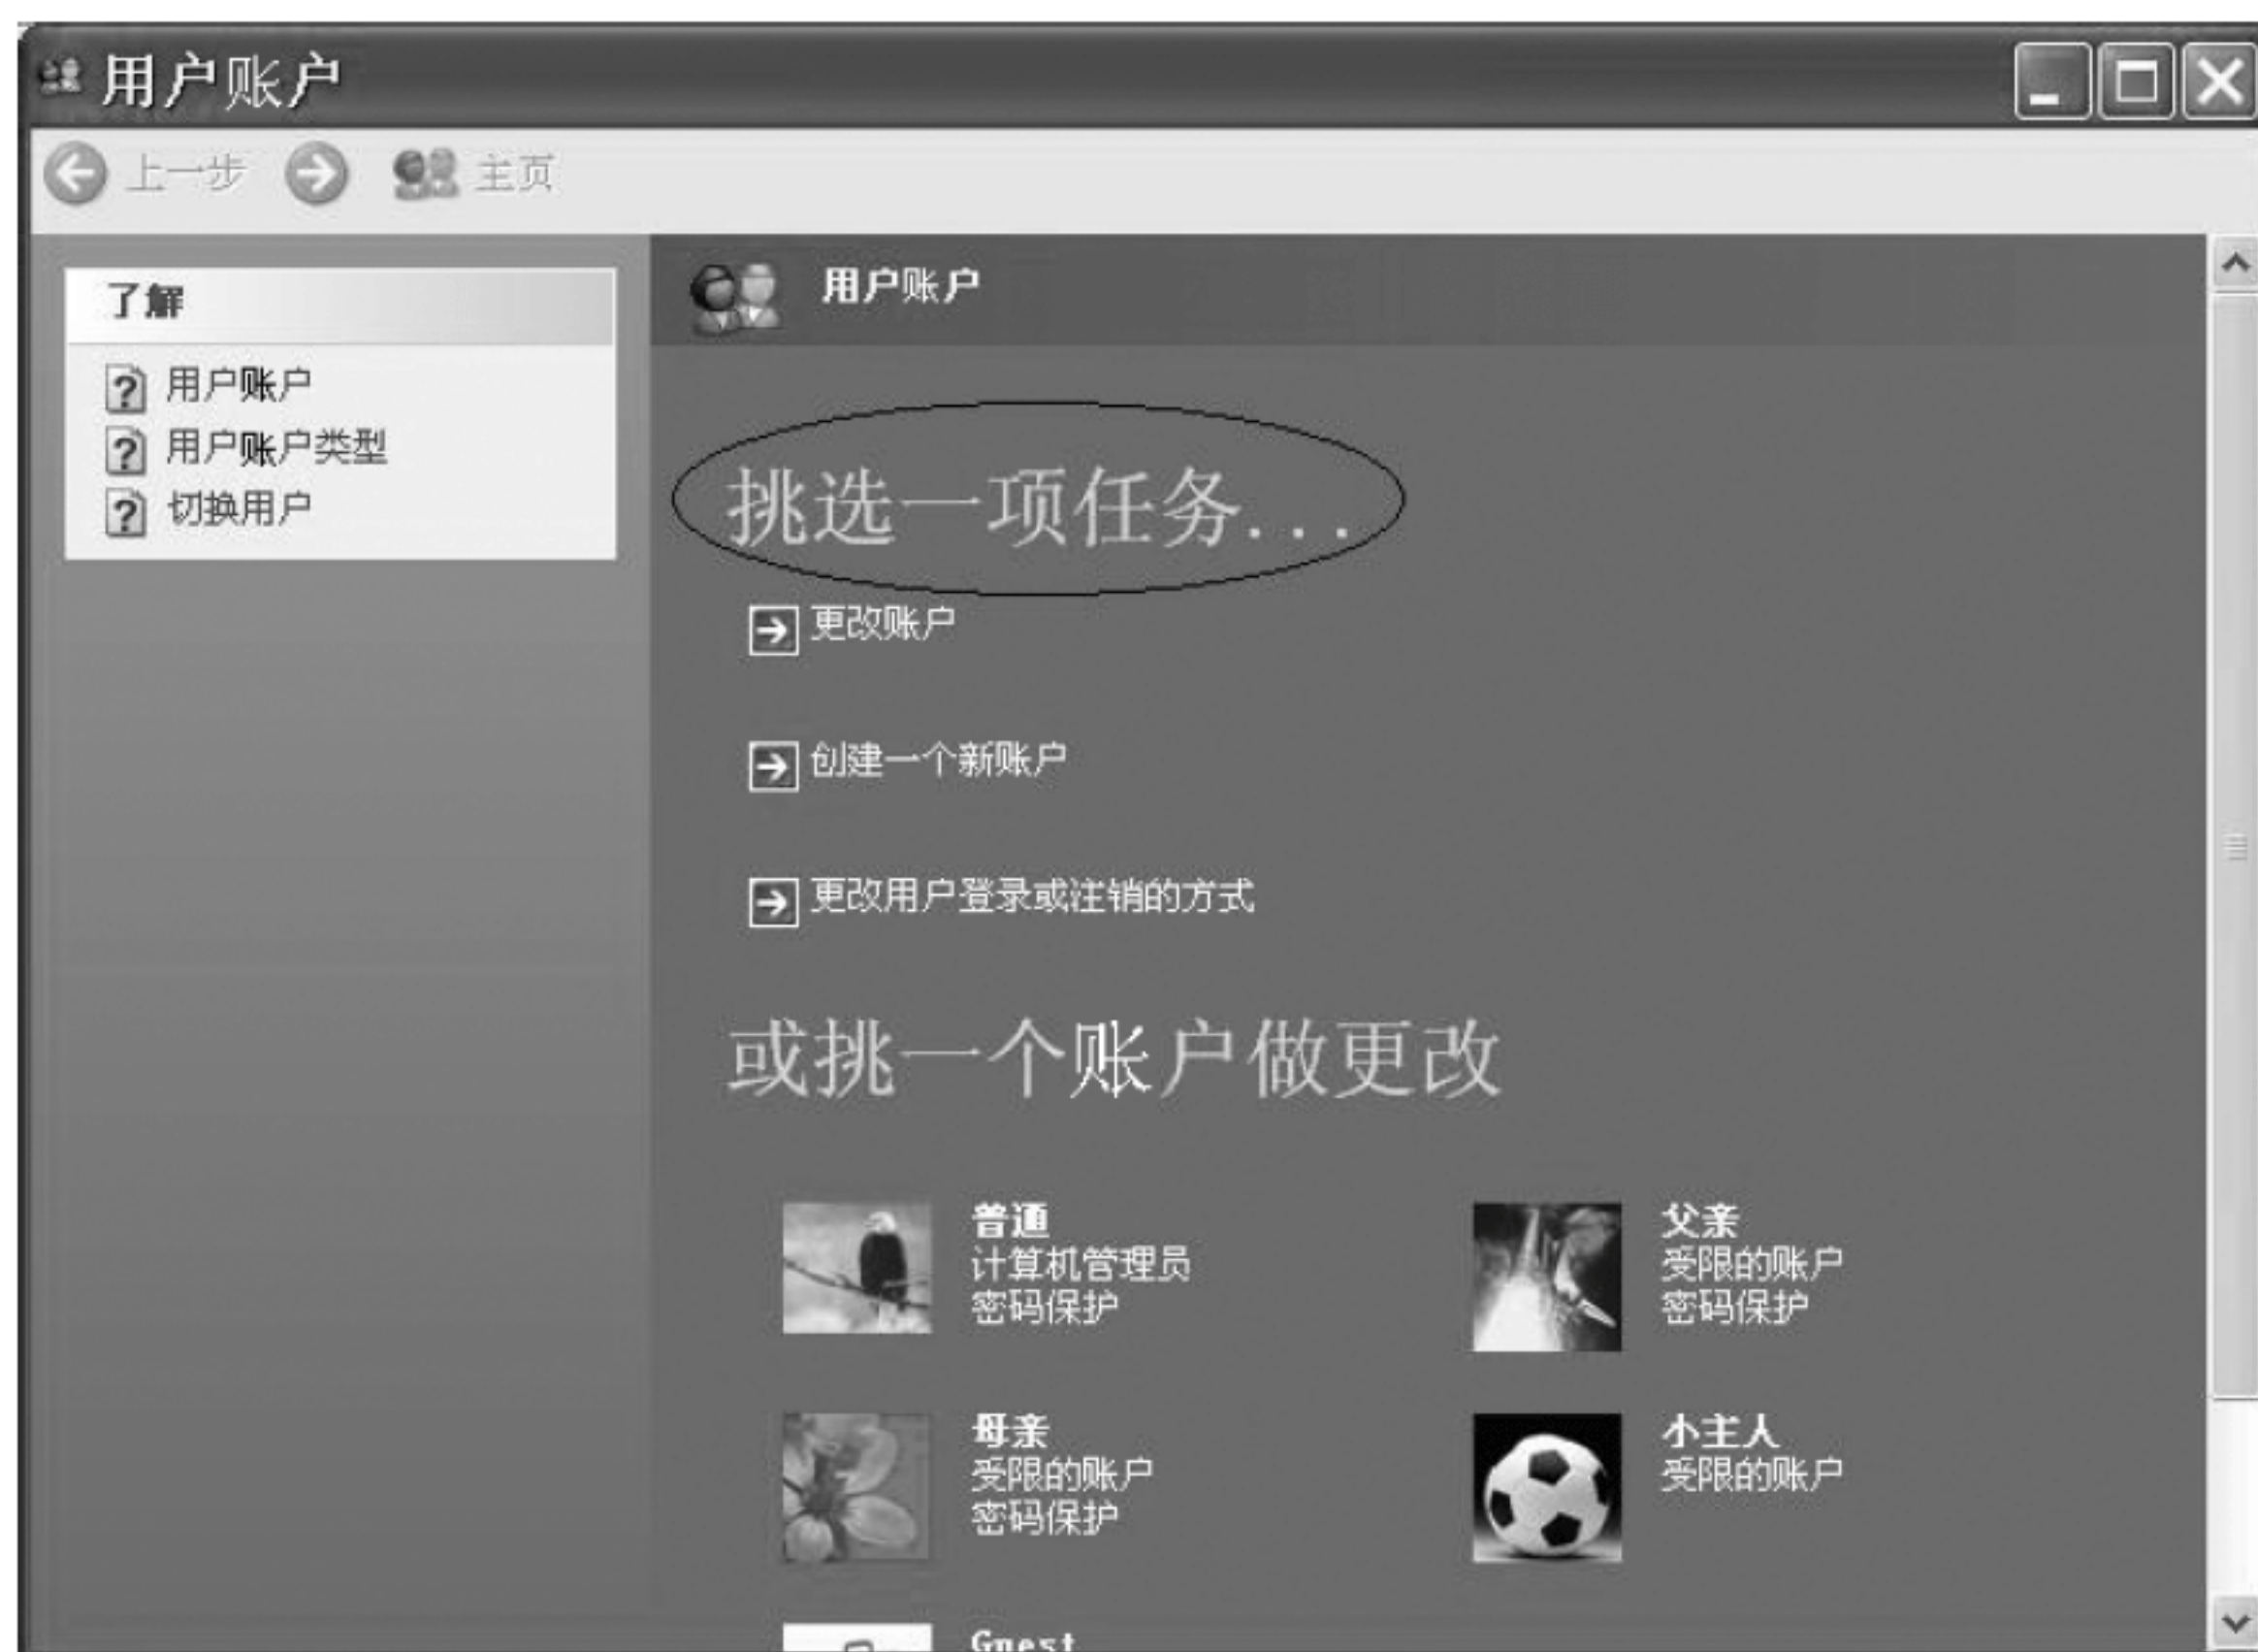 用户账户
上一步 主页
了解
用户账户
用户账户类型
切换用户
用户账户
挑选一项任务...
更改账户
创建一个新账户
更改用户登录或注销的方式
或挑一个账户做更改
普通
计算机管理员
密码保护
父亲
受限的账户
密码保护
母亲
受限的账户
密码保护
小主人
受限的账户
Guest